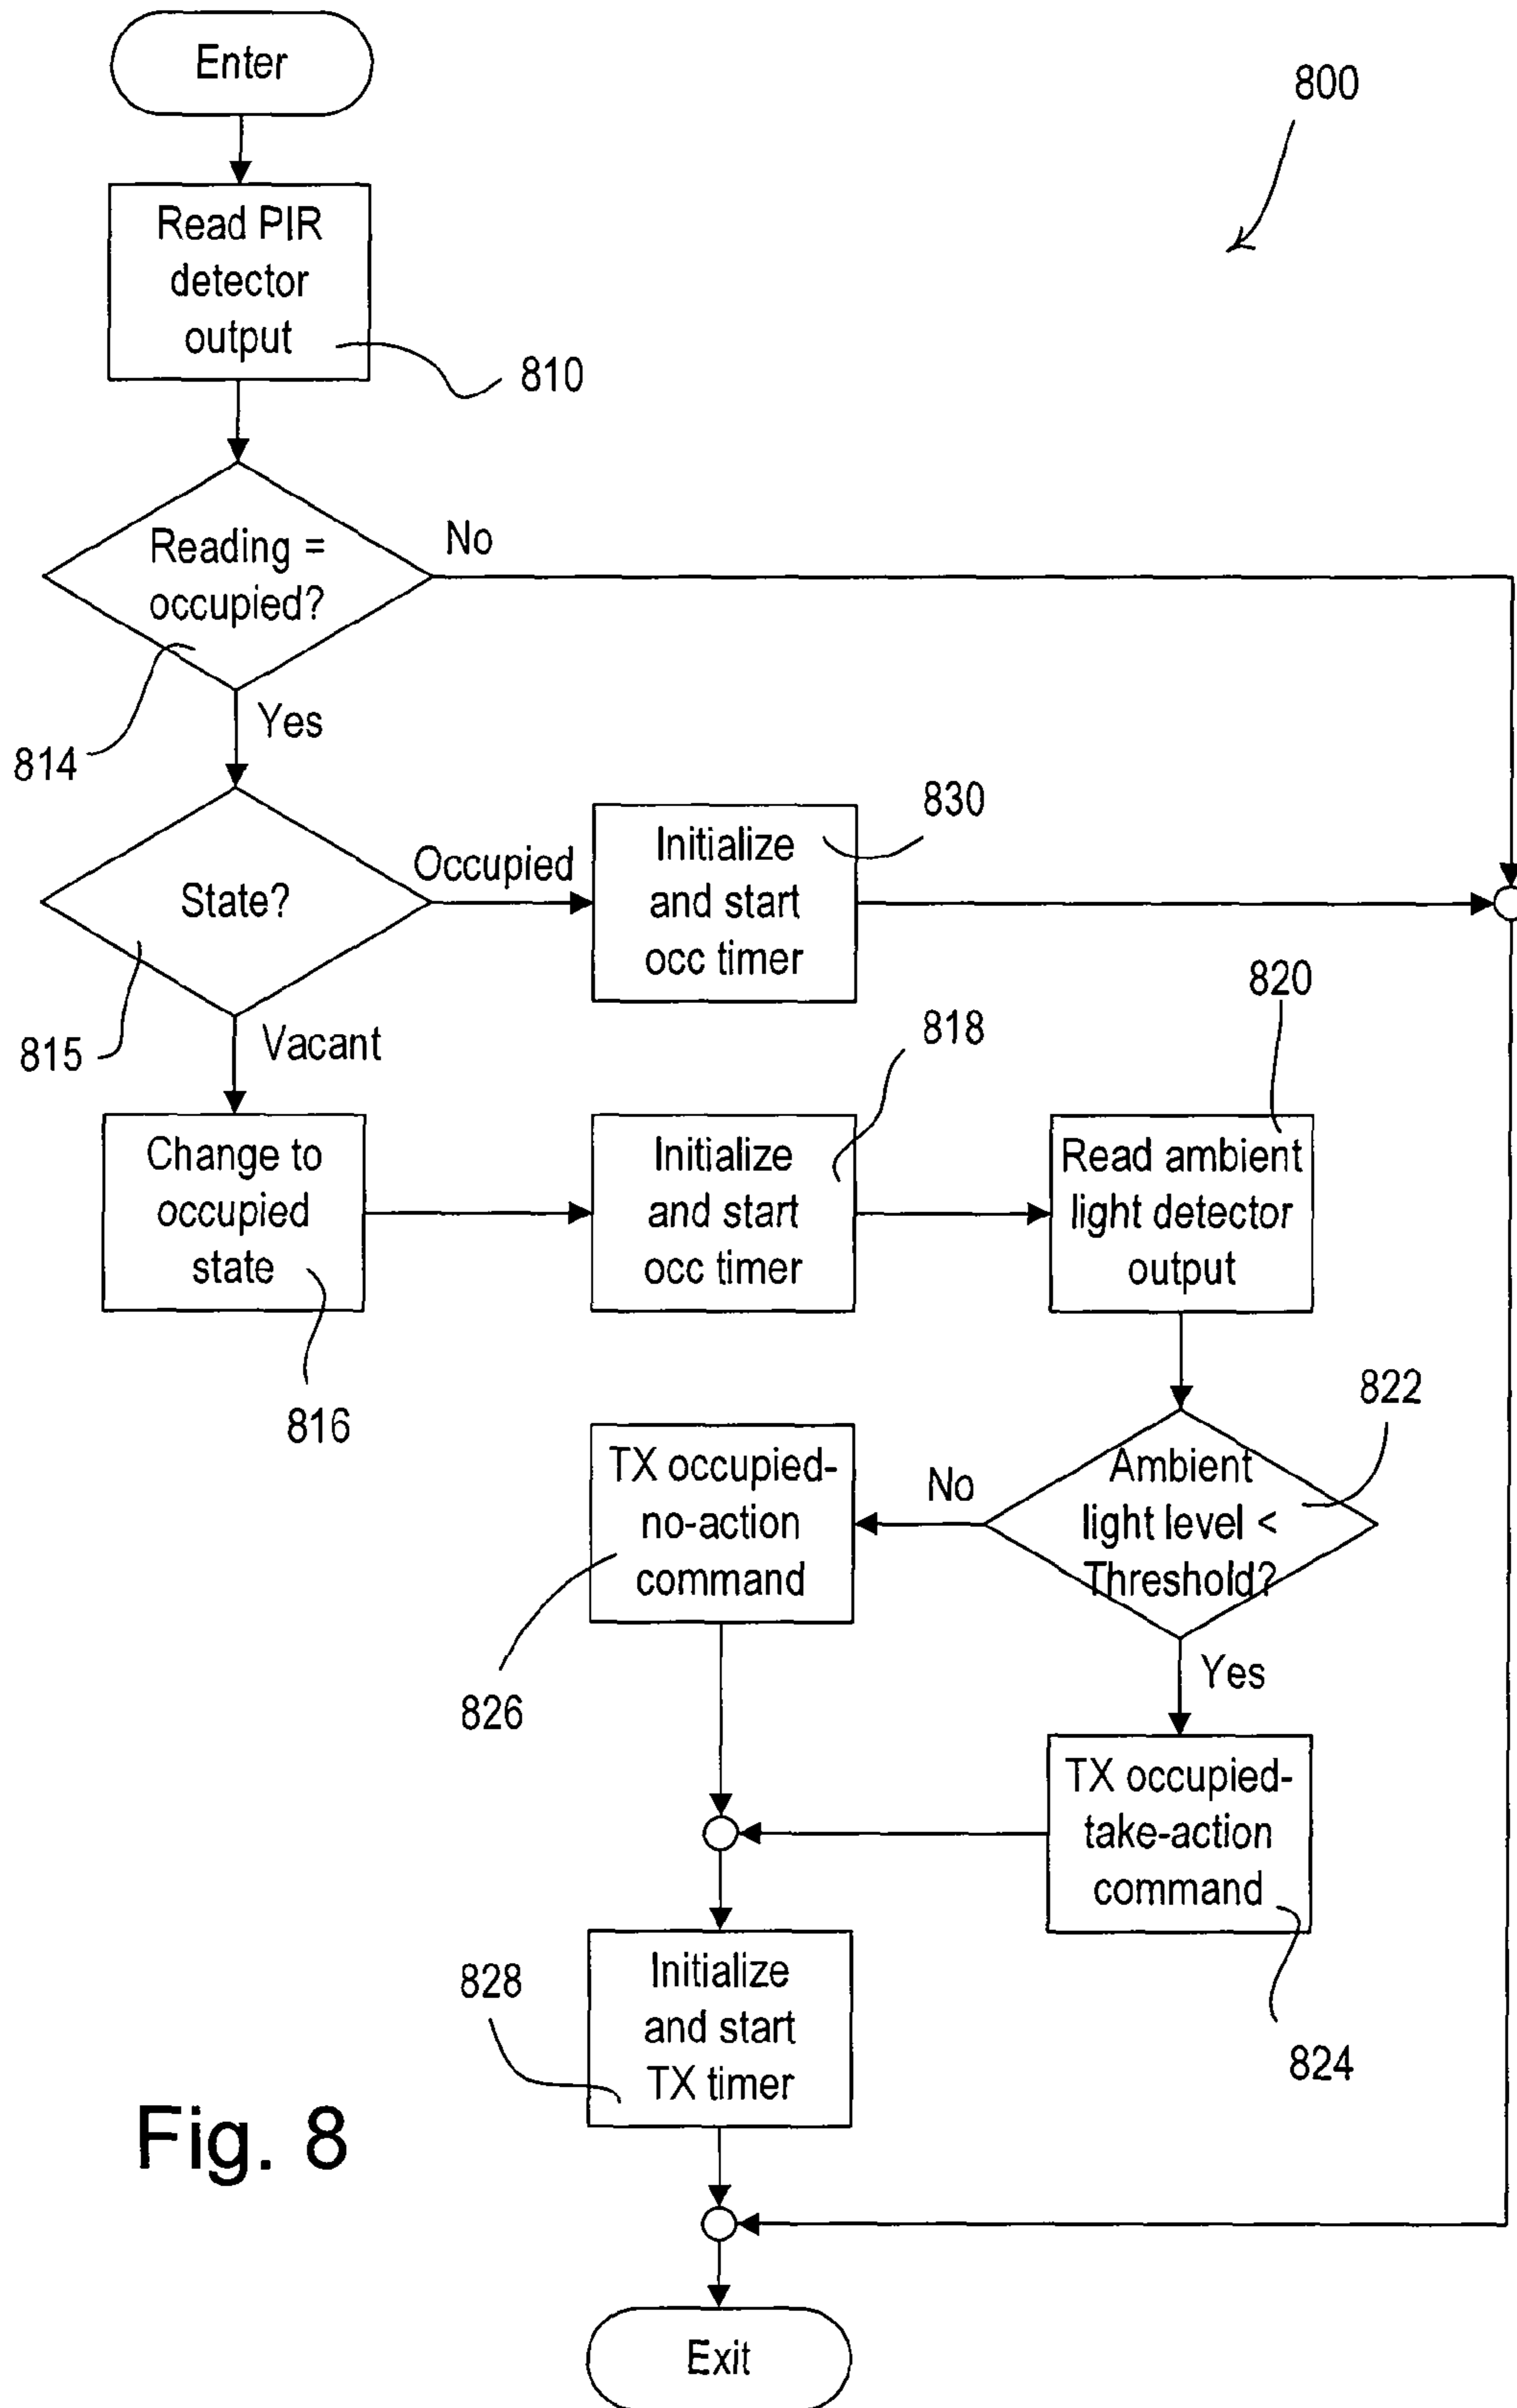 Enter
800
Read PIR
detector
output
810
Reading =
occupied?
No
814
Yes
State?
Occupied
Initialize
and start
occ timer
830
815
Vacant
Change to
occupied
state
816
Initialize
and start
occ timer
818
Read ambient
light detector
output
820
Ambient
light level <
Threshold?
822
No
TX occupied-
no-action
command
826
Yes
TX occupied-
take-action
command
824
Initialize
and start
TX timer
828
Fig. 8
Exit